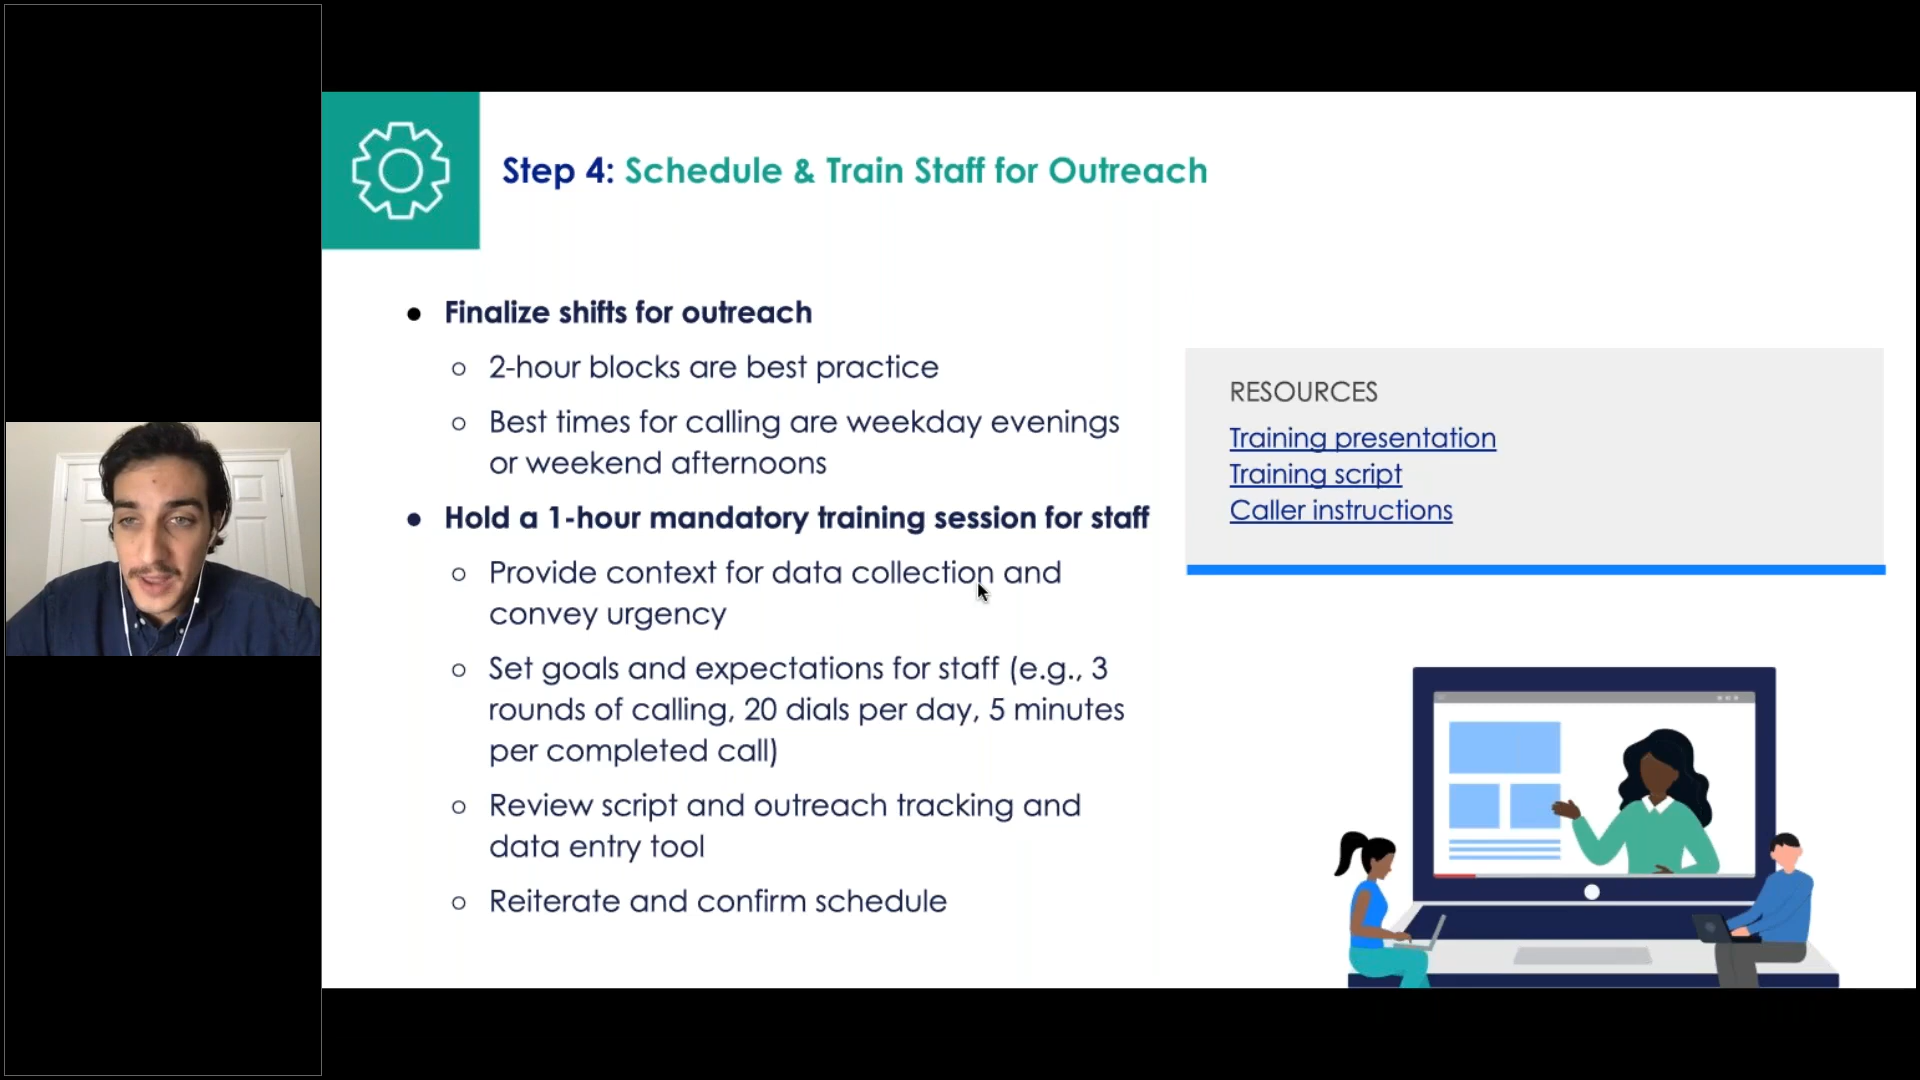 Step 4: Schedule & Train Staff for Outreach
● Finalize shifts for outreach
○ 2-hour blocks are best practice
○ Best times for calling are weekday evenings
or weekend afternoons
● Hold a 1-hour mandatory training session for staff
○ Provide context for data collection and
convey urgency
○ Set goals and expectations for staff (e.g., 3
rounds of calling, 20 dials per day, 5 minutes
per completed call)
○ Review script and outreach tracking and
data entry tool
○ Reiterate and confirm schedule
RESOURCES
Training presentation
Training script
Caller instructions